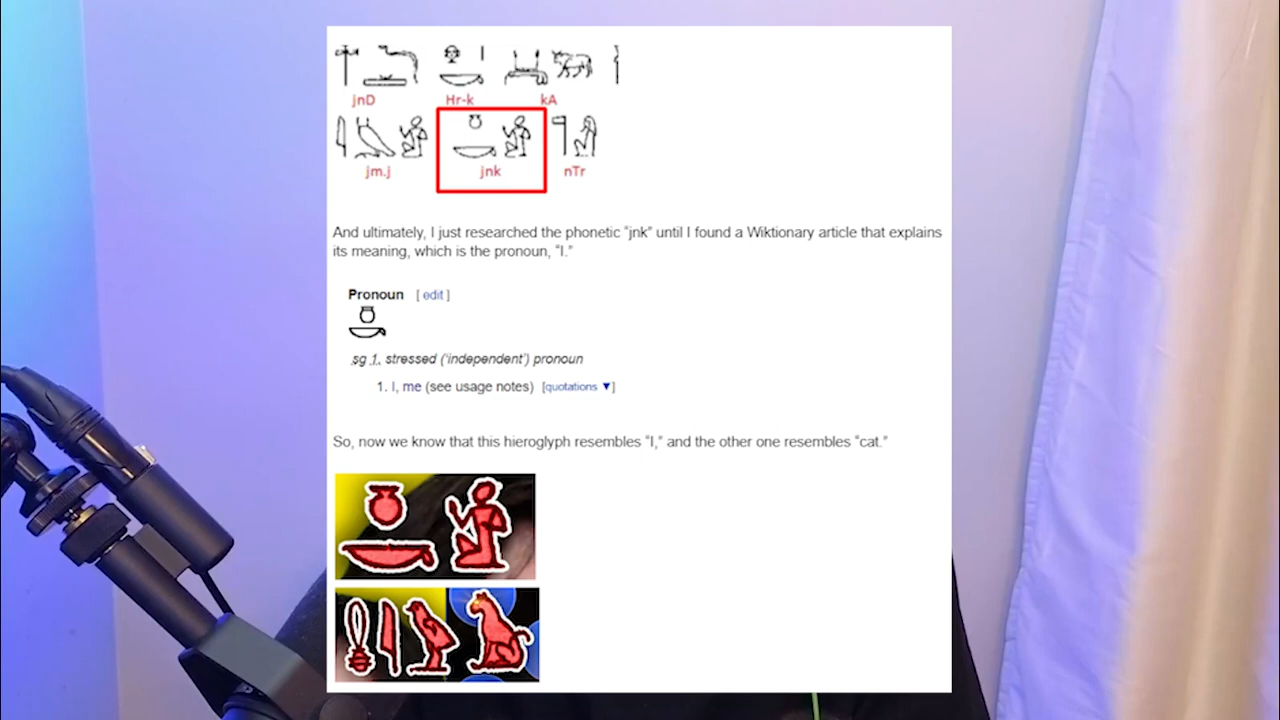 jnD Hr-k kA
jm.j jnk nTr
And ultimately, I just researched the phonetic “jnk” until I found a Wiktionary article that explains
its meaning, which is the pronoun, “I.”
Pronoun [ edit ]
sg 1. stressed (‘independent’) pronoun
1. I, me (see usage notes) [quotations ▼]
So, now we know that this hieroglyph resembles “I,” and the other one resembles “cat.”